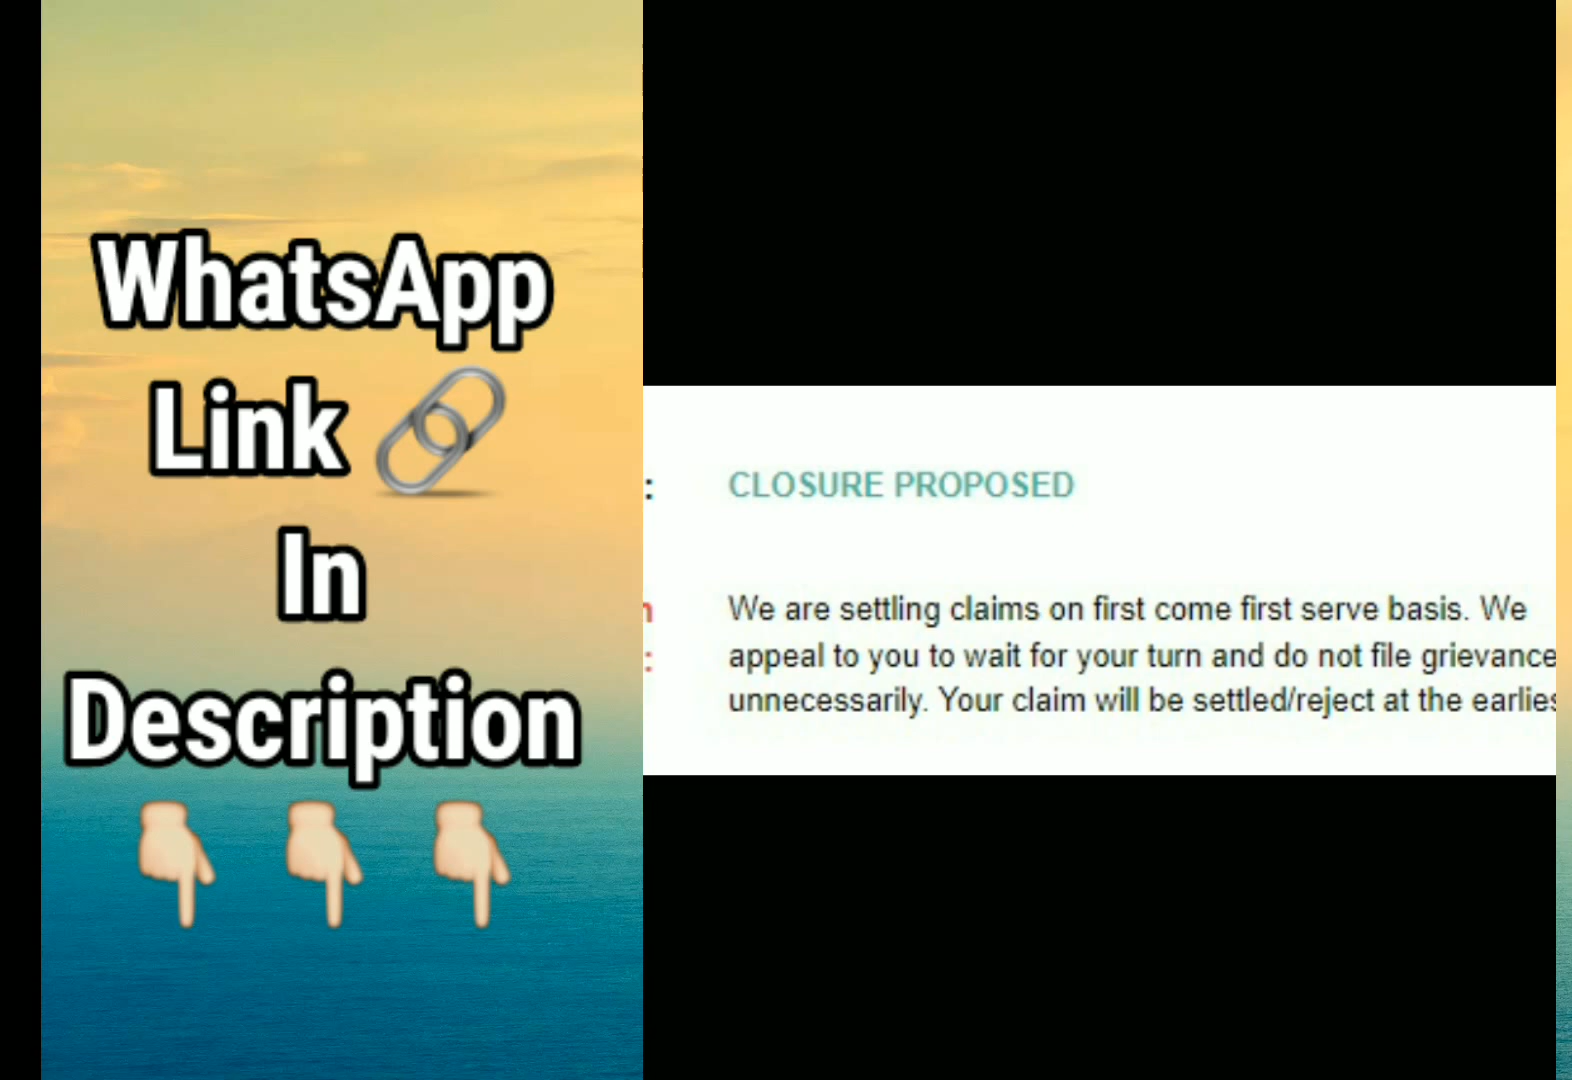 WhatsApp
Link
In
Description
: CLOSURE PROPOSED
We are settling claims on first come first serve basis. We
: appeal to you to wait for your turn and do not file grievance
unnecessarily. Your claim will be settled/reject at the